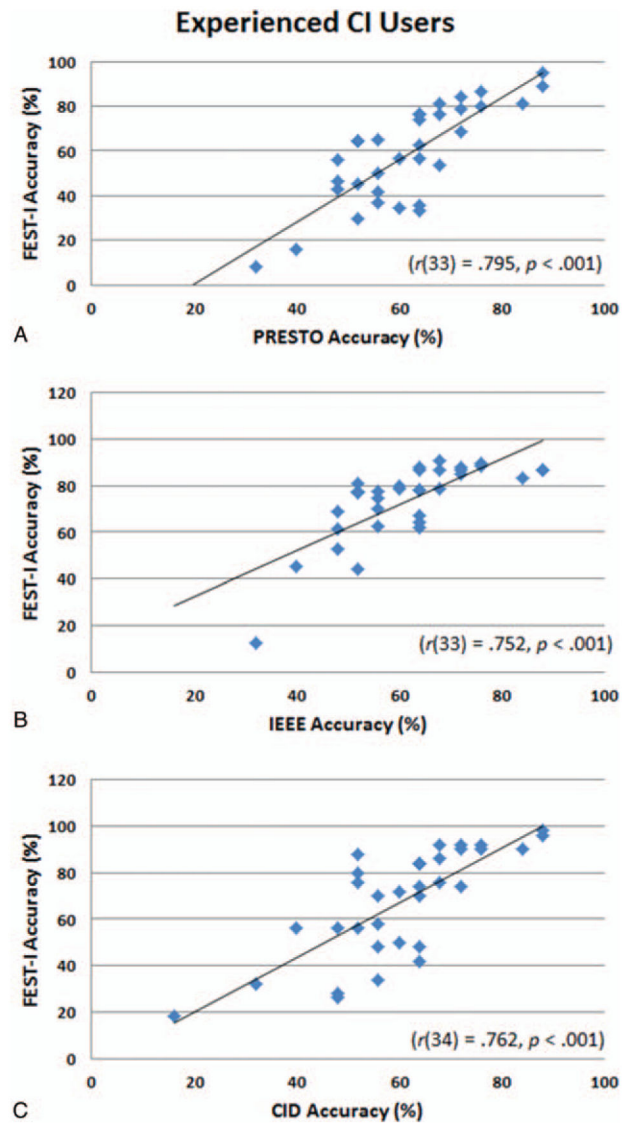 Experienced CI Users
100
80
60
40
20
0
FEST-I Accuracy (%)
(r(33) = .795, p < .001)
0 20 40 60 80 100
A
PRESTO Accuracy (%)
120
100
80
60
40
20
0
FEST-I Accuracy (%)
(r(33) = .752, p < .001)
0 20 40 60 80 100
B
IEEE Accuracy (%)
120
100
80
60
40
20
0
FEST-I Accuracy (%)
(r(34) = .762, p < .001)
0 20 40 60 80 100
C
CID Accuracy (%)